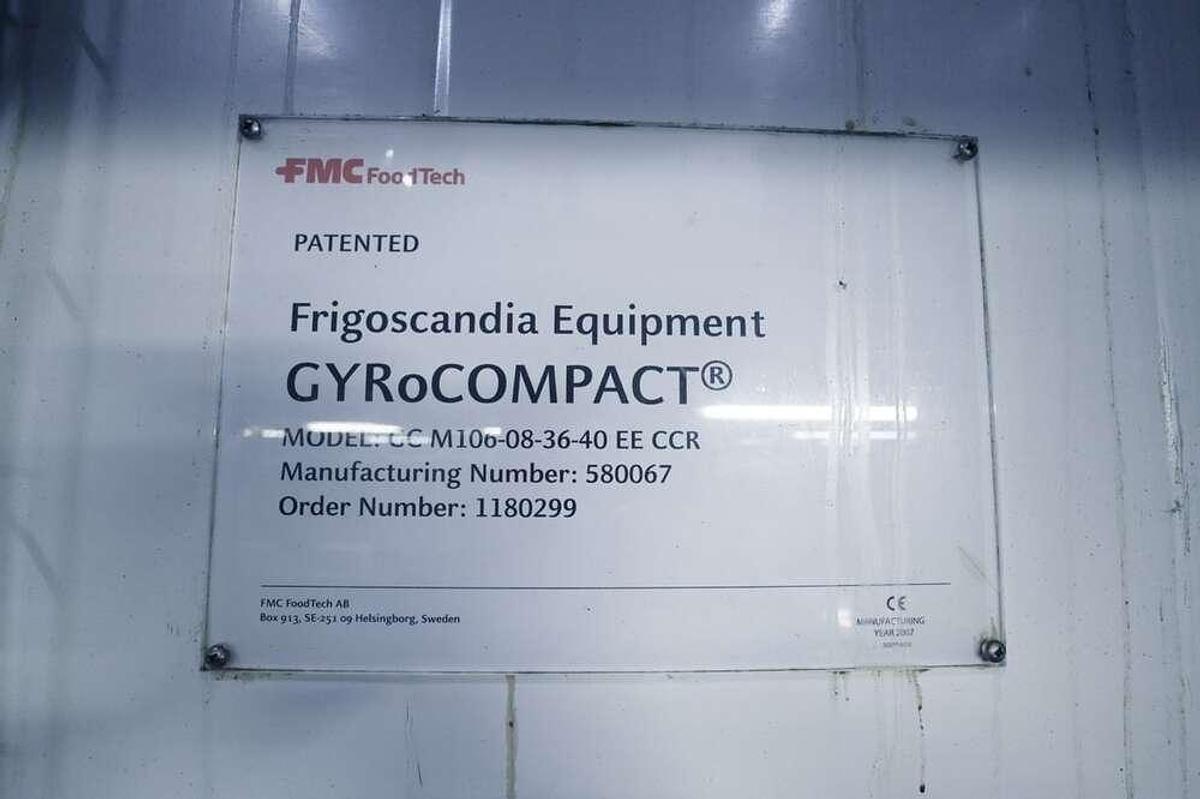 FMC FoodTech
PATENTED
Frigoscandia Equipment
GYRoCOMPACT®
MODEL: GC M106-08-36-40 EE CCR
Manufacturing Number: 580067
Order Number: 1180299
FMC FoodTech AB
Box 913, SE-251 09 Helsingborg, Sweden
CE
MANUFACTURING
YEAR 2007